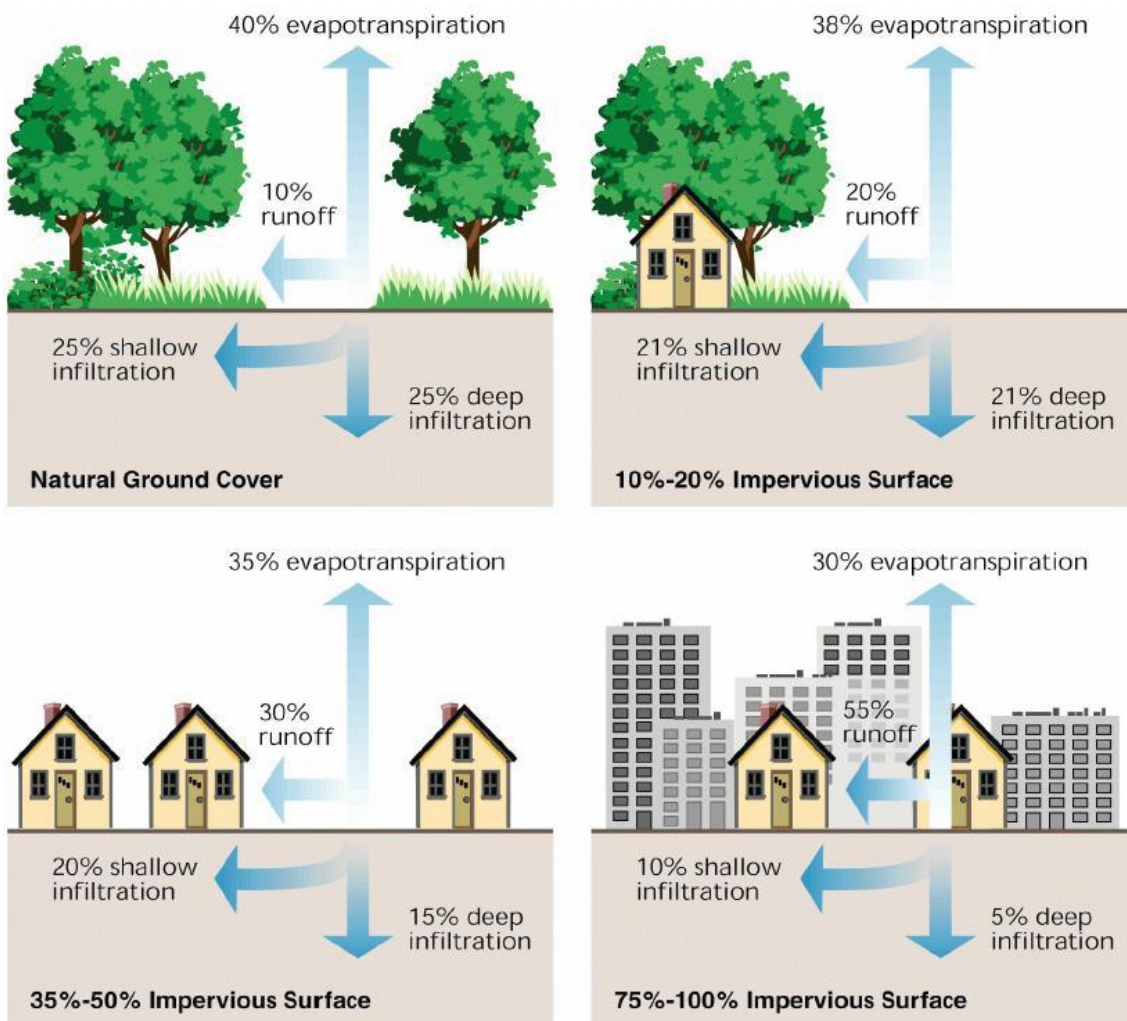 40% evapotranspiration
10%
runoff
25% shallow
infiltration
25% deep
infiltration
Natural Ground Cover
38% evapotranspiration
20%
runoff
21% shallow
infiltration
21% deep
infiltration
10%-20% Impervious Surface
35% evapotranspiration
30%
runoff
20% shallow
infiltration
15% deep
infiltration
35%-50% Impervious Surface
30% evapotranspiration
55%
runoff
10% shallow
infiltration
5% deep
infiltration
75%-100% Impervious Surface